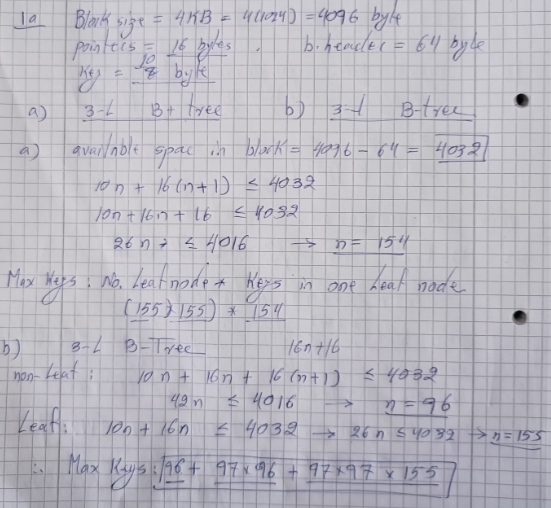 1a Block size = 4KB = 4(1024) = 4096 byte
pointers = 16 bytes . b. header = 64 byte
Key = 10 byte
a) 3-L B+ tree b) 3-L B-tree
a) available spac in block = 4096 - 64 = 4032
10n + 16(n+1) ≤ 4032
10n + 16n + 16 ≤ 4032
26n ≤ 4016 → n = 154
Max Keys : No. Leaf node * Keys in one Leaf node
(155 * 155) * 154
b) 3-L B-Tree 16n+16
non-Leaf : 10n + 16n + 16(n+1) ≤ 4032
42n ≤ 4016 → n = 96
Leaf : 10n + 16n ≤ 4032 → 26n ≤ 4032 → n = 155
∴ Max Keys : 96 + 97*96 + 97*97 * 155